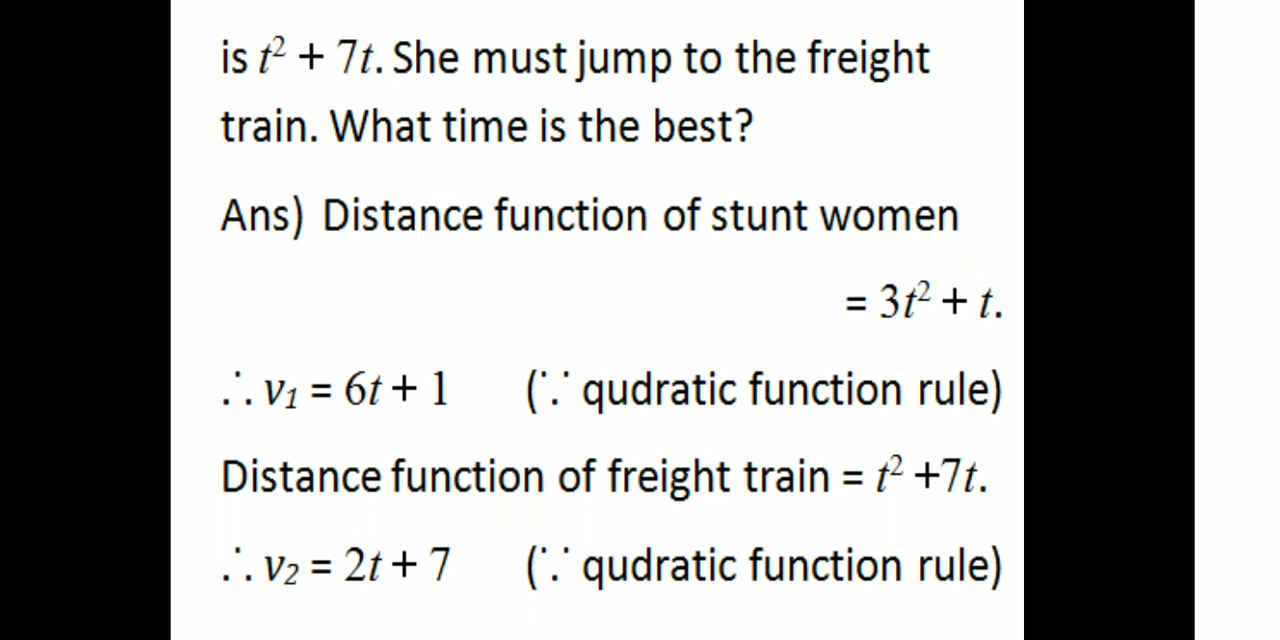 is t² + 7t. She must jump to the freight
train. What time is the best?
Ans) Distance function of stunt women
= 3t² + t.
∴ v₁ = 6t + 1 (∵ qudratic function rule)
Distance function of freight train = t² +7t.
∴ v₂ = 2t + 7 (∵ qudratic function rule)